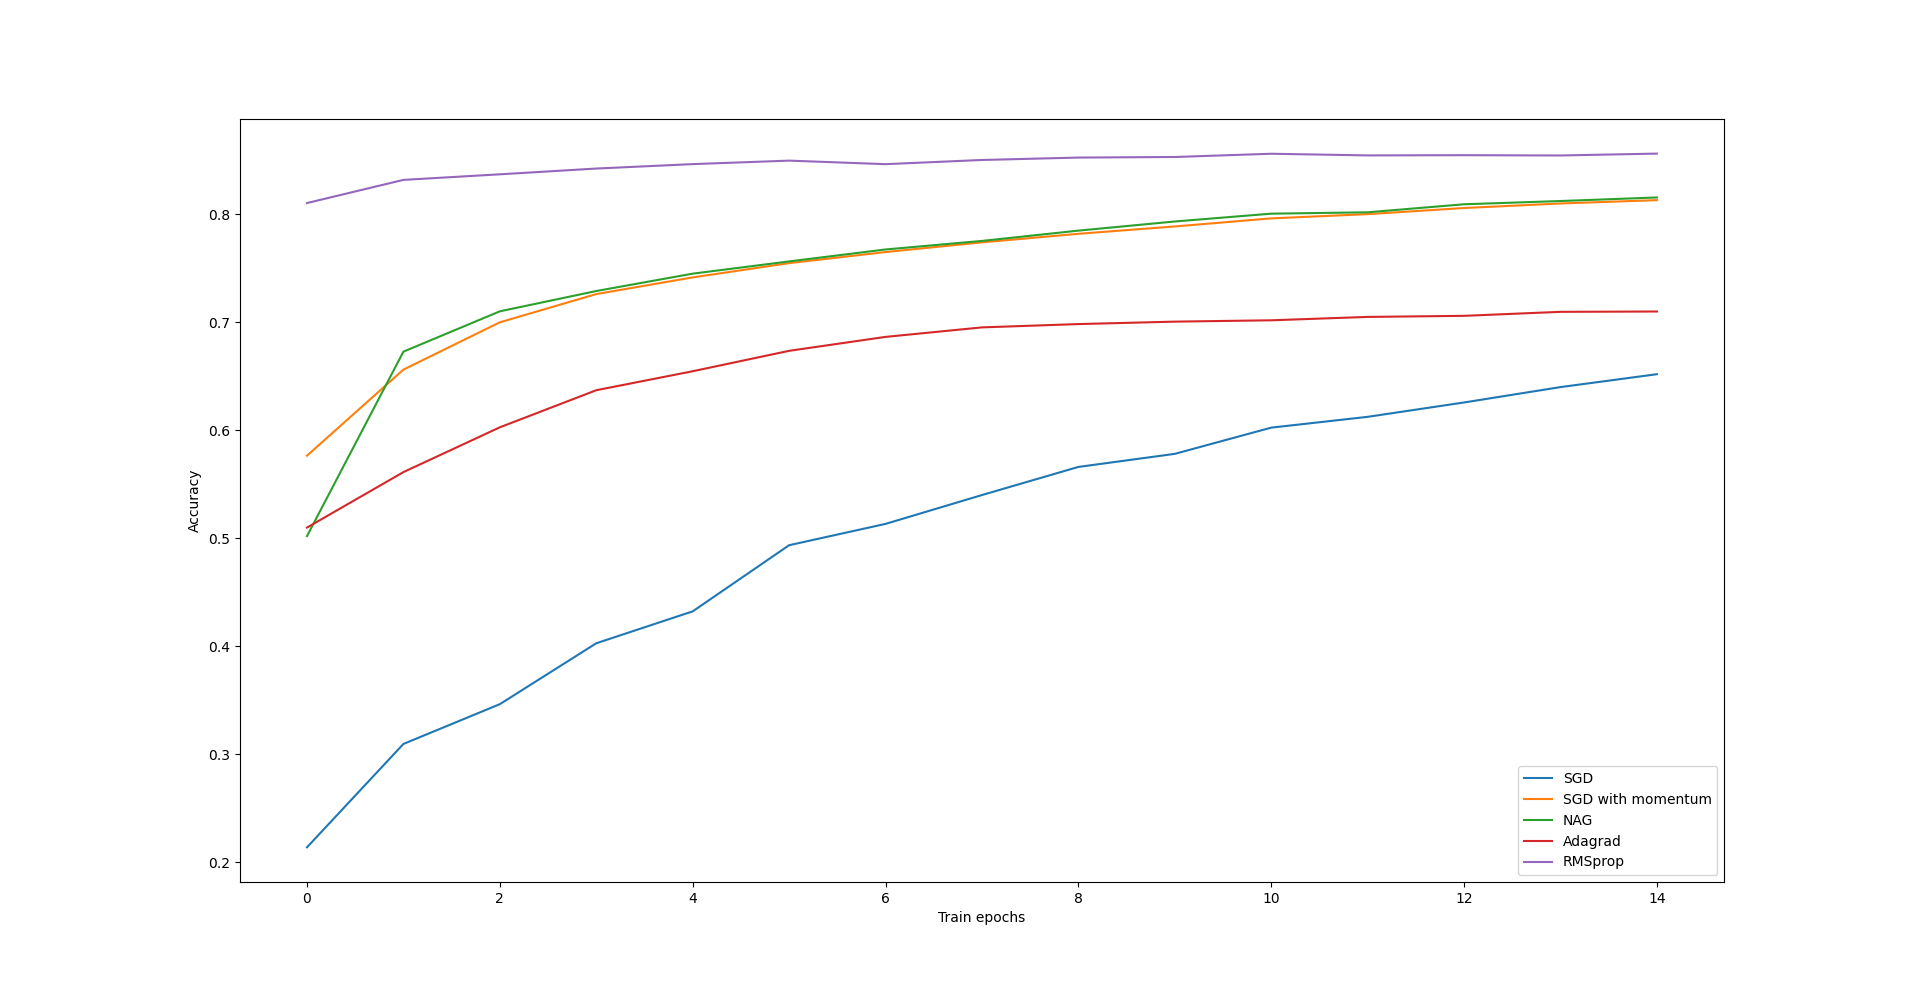 0.8
0.7
0.6
0.5
0.4
0.3
0.2
Accuracy
0 2 4 6 8 10 12 14
Train epochs
SGD
SGD with momentum
NAG
Adagrad
RMSprop